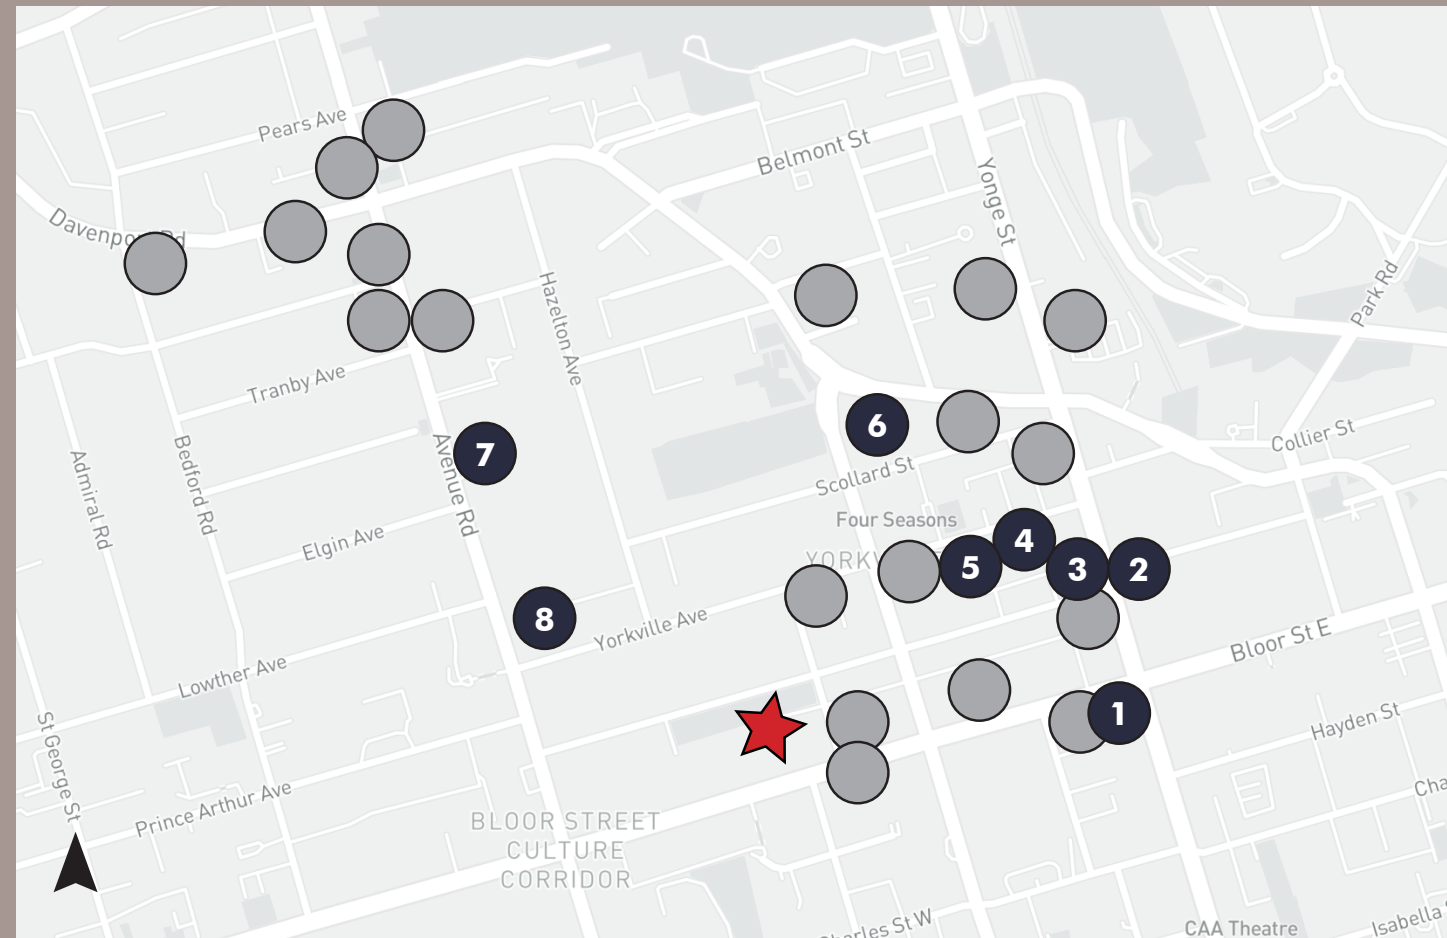 Pears Ave
Belmont St
Yonge St
Davenpo Rd
Park Rd
Hazelton Ave
Tranby Ave
6
Collier St
7
Scollard St
Admiral Rd
Bedford Rd
Avenue Rd
Four Seasons
Elgin Ave
YORKV
4
5
3
2
8
Yorkville Ave
Bloor St E
Lowther Ave
1
St George St
Hayden St
Prince Arthur Ave
Cha
BLOOR STREET
CULTURE
CORRIDOR
Charles St W
CAA Theatre
Isabella S